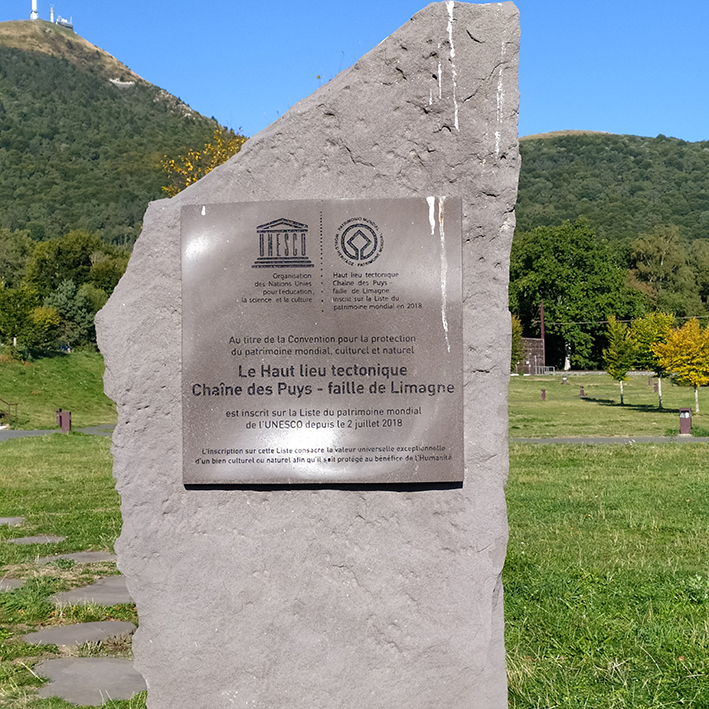 UNESCO
Organisation
des Nations Unies
pour l'éducation,
la science et la culture
WORLD HERITAGE · PATRIMOINE MONDIAL · PATRIMONIO MUNDIAL
Haut lieu tectonique
Chaîne des Puys -
faille de Limagne
inscrit sur la Liste du
patrimoine mondial en 2018
Au titre de la Convention pour la protection
du patrimoine mondial, culturel et naturel
Le Haut lieu tectonique
Chaîne des Puys - faille de Limagne
est inscrit sur la Liste du patrimoine mondial
de l'UNESCO depuis le 2 juillet 2018
L'inscription sur cette Liste consacre la valeur universelle exceptionnelle
d'un bien culturel ou naturel afin qu'il soit protégé au bénéfice de l'Humanité